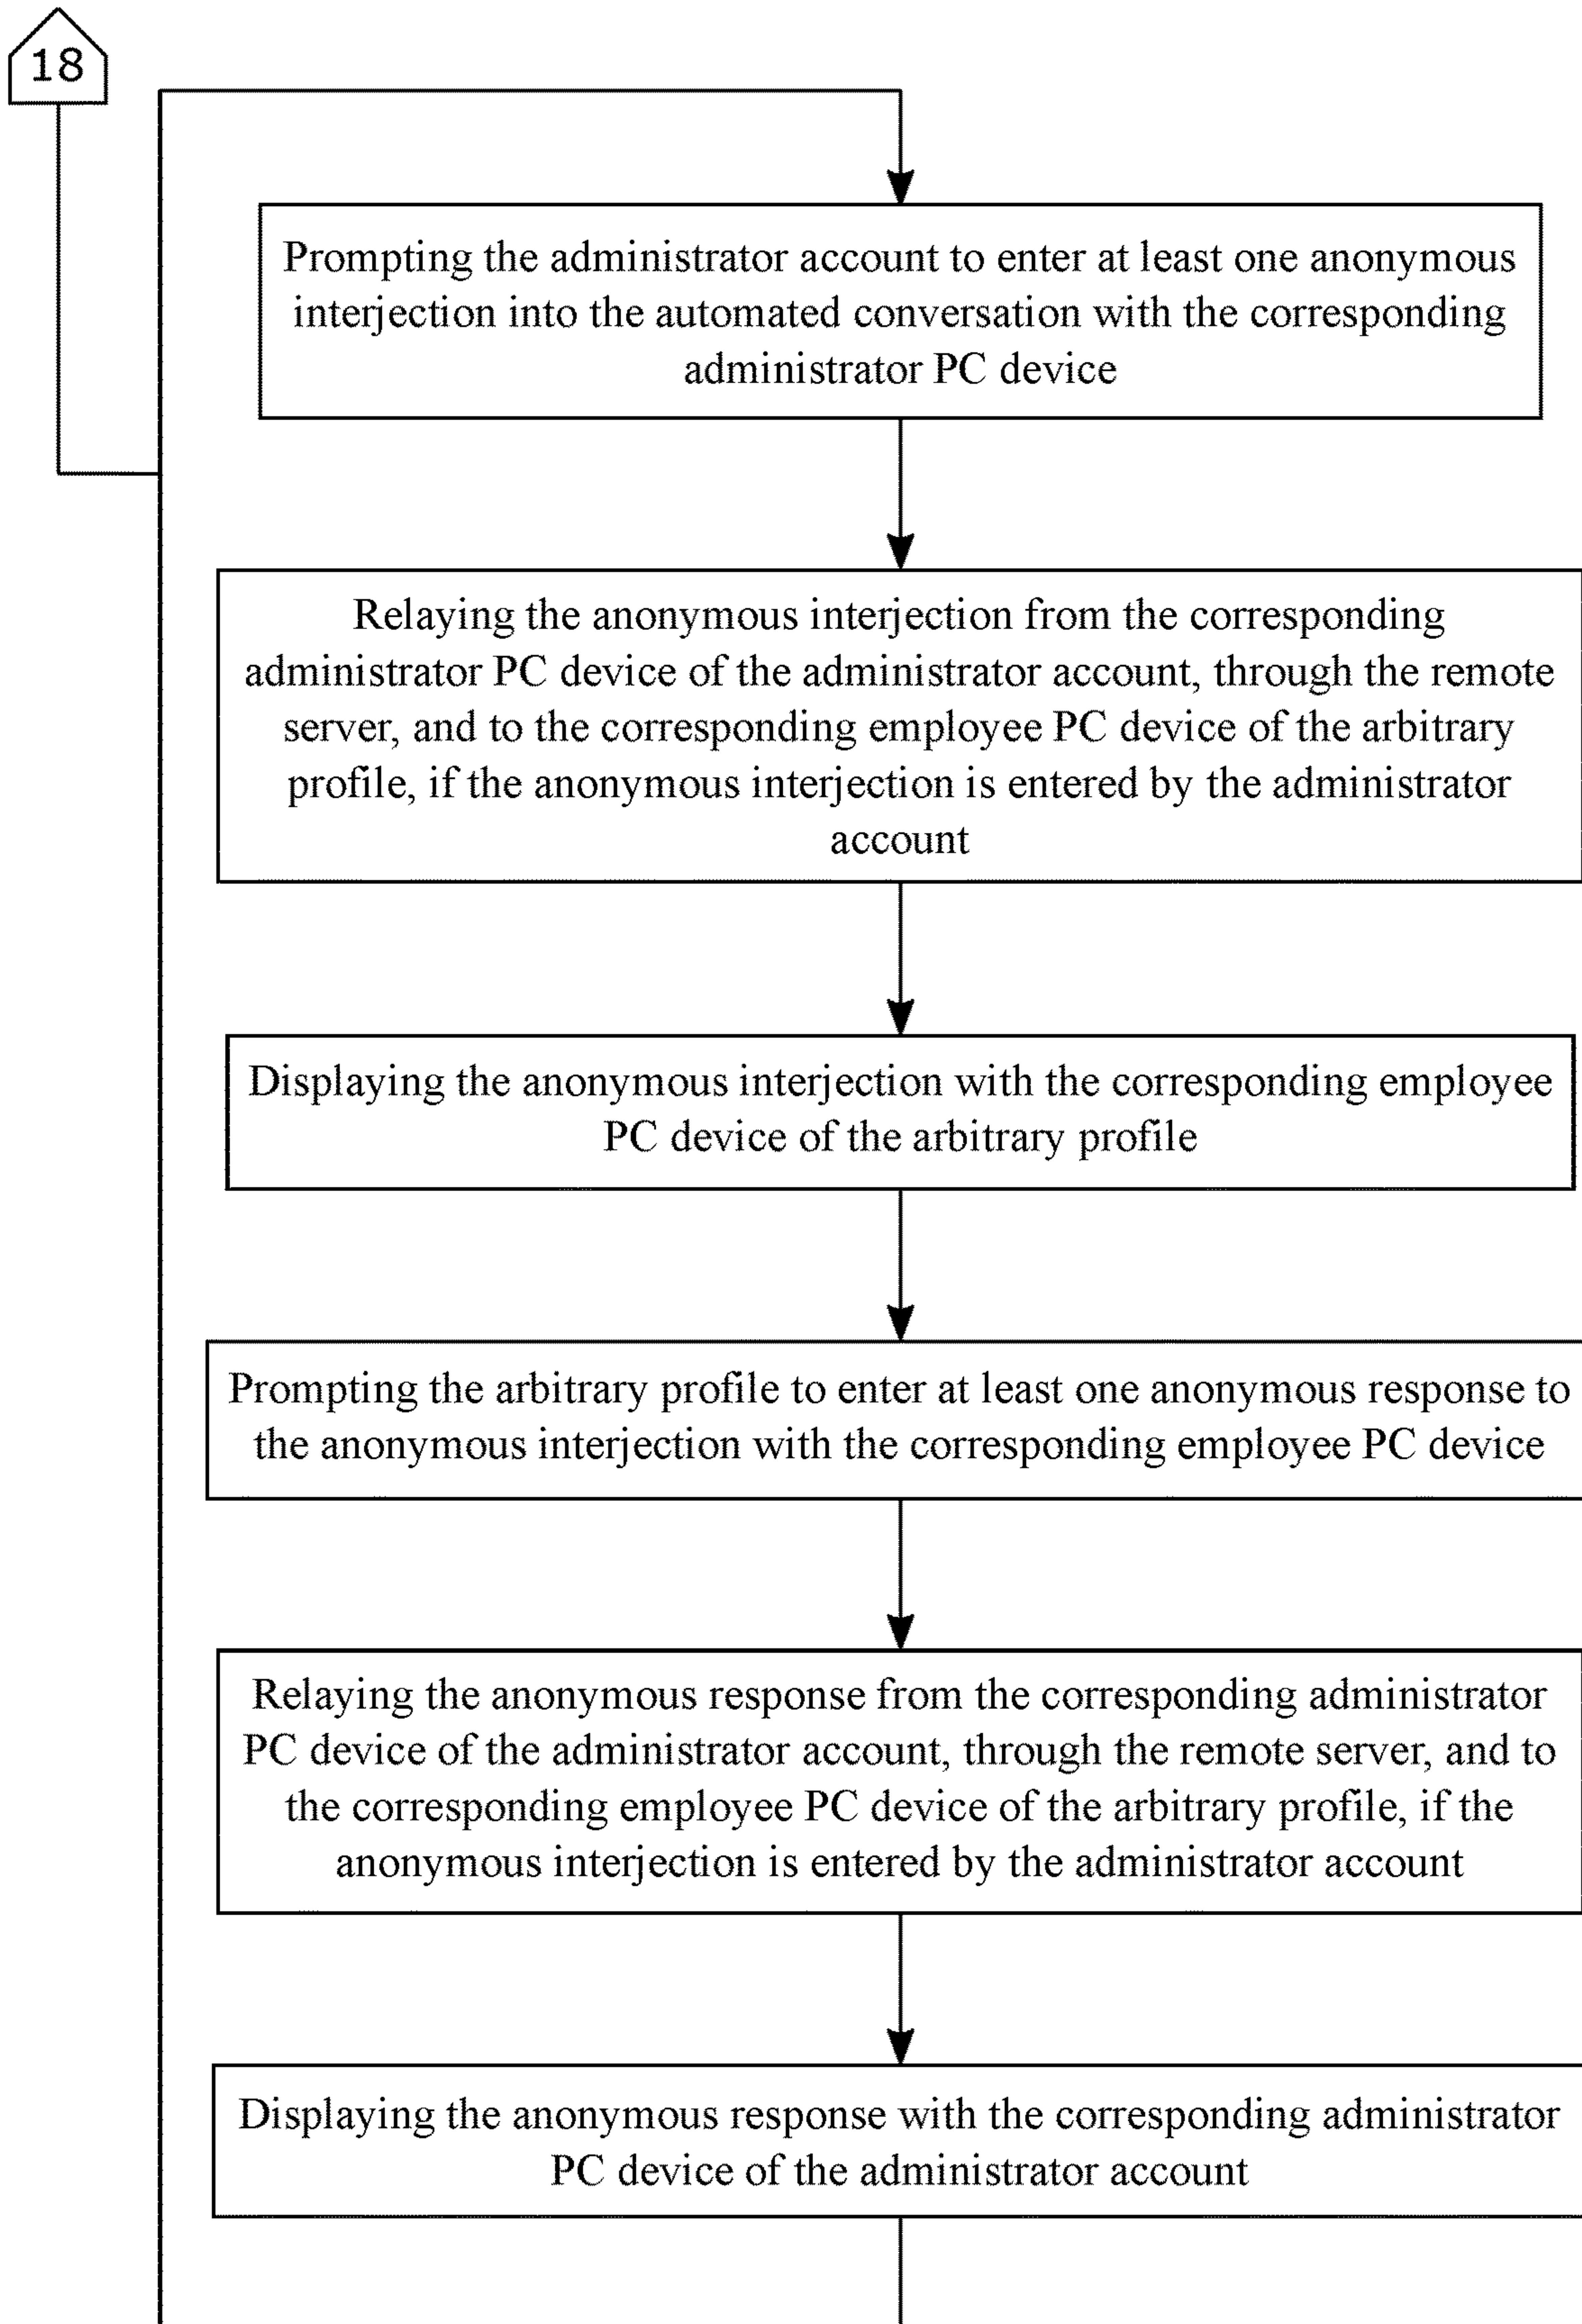 18
Prompting the administrator account to enter at least one anonymous
interjection into the automated conversation with the corresponding
administrator PC device
Relaying the anonymous interjection from the corresponding
administrator PC device of the administrator account, through the remote
server, and to the corresponding employee PC device of the arbitrary
profile, if the anonymous interjection is entered by the administrator
account
Displaying the anonymous interjection with the corresponding employee
PC device of the arbitrary profile
Prompting the arbitrary profile to enter at least one anonymous response to
the anonymous interjection with the corresponding employee PC device
Relaying the anonymous response from the corresponding administrator
PC device of the administrator account, through the remote server, and to
the corresponding employee PC device of the arbitrary profile, if the
anonymous interjection is entered by the administrator account
Displaying the anonymous response with the corresponding administrator
PC device of the administrator account